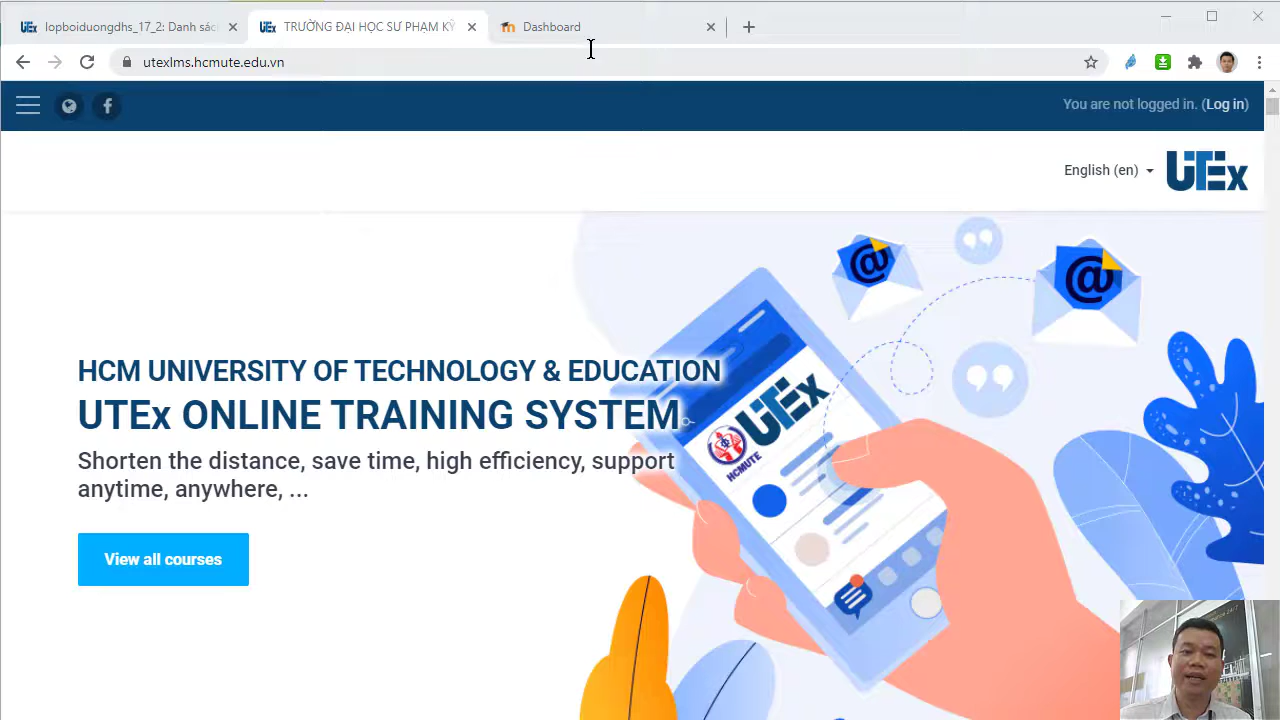 lopboiduongdhs_17_2: Danh sácl
TRƯỜNG ĐẠI HỌC SƯ PHẠM KỸ
Dashboard
utexlms.hcmute.edu.vn
You are not logged in. (Log in)
English (en)
UTEx
HCM UNIVERSITY OF TECHNOLOGY & EDUCATION
UTEx ONLINE TRAINING SYSTEM
Shorten the distance, save time, high efficiency, support
anytime, anywhere, ...
View all courses
UTEx
HCMUTE
@
@